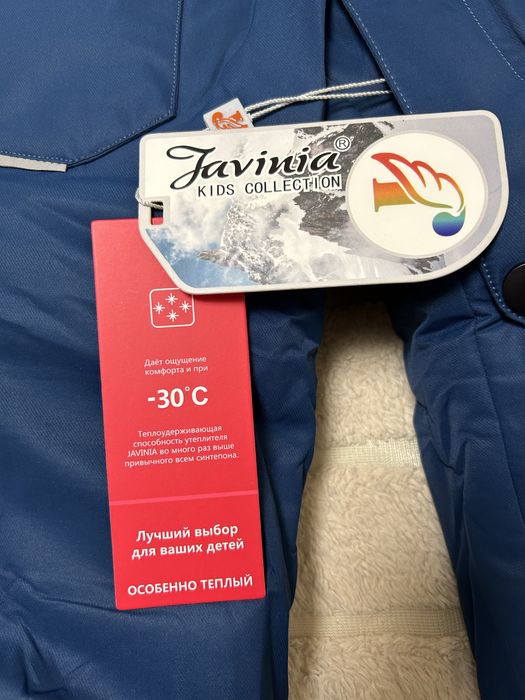 Javinia®
KIDS COLLECTION
Даёт ощущение
комфорта и при
-30°C
Теплоудерживающая
способность утеплителя
JAVINIA во много раз выше
привычного всем синтепона.
Лучший выбор
для ваших детей
ОСОБЕННО ТЕПЛЫЙ